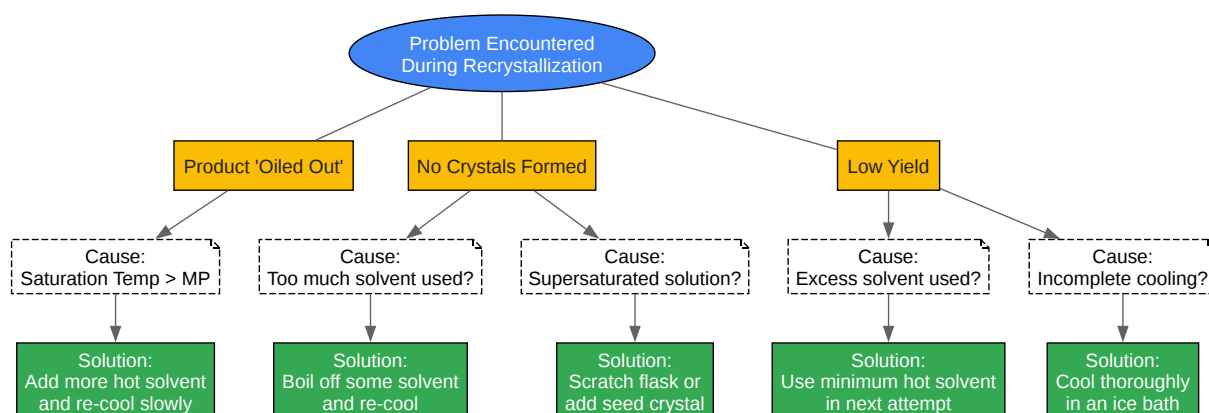 Problem Encountered
During Recrystallization
Product 'Oiled Out'
No Crystals Formed
Low Yield
Cause:
Saturation Temp > MP
Cause:
Too much solvent used?
Cause:
Supersaturated solution?
Cause:
Excess solvent used?
Cause:
Incomplete cooling?
Solution:
Add more hot solvent
and re-cool slowly
Solution:
Boil off some solvent
and re-cool
Solution:
Scratch flask or
add seed crystal
Solution:
Use minimum hot solvent
in next attempt
Solution:
Cool thoroughly
in an ice bath